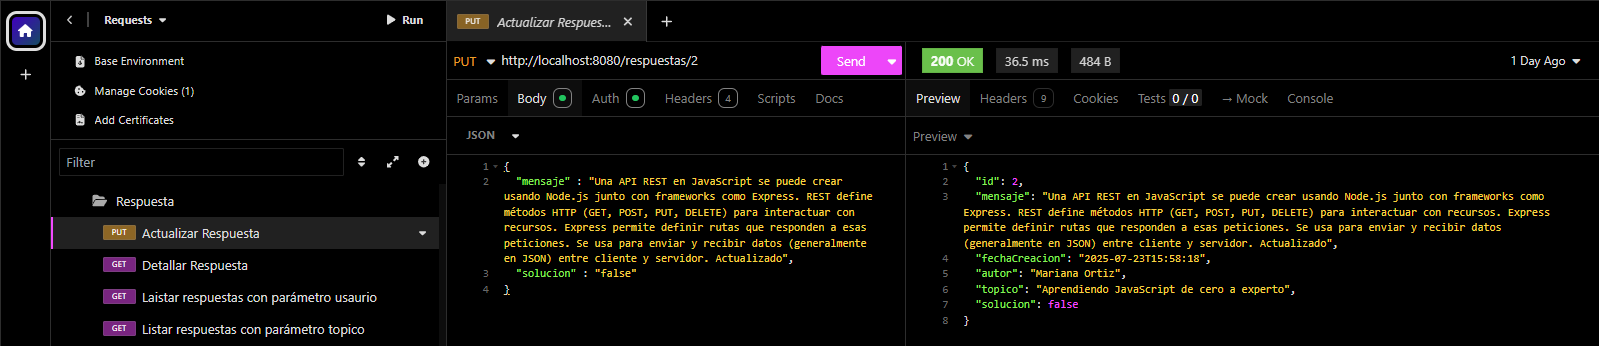 Requests
Run
Base Environment
Manage Cookies (1)
Add Certificates
Filter
Respuesta
PUT Actualizar Respuesta
GET Detallar Respuesta
GET Laistar respuestas con parámetro usaurio
GET Listar respuestas con parámetro topico
PUT Actualizar Respues...
PUT http://localhost:8080/respuestas/2
Send
Params Body Auth Headers 4 Scripts Docs
JSON
1 {
2 "mensaje" : "Una API REST en JavaScript se puede crear
usando Node.js junto con frameworks como Express. REST define
métodos HTTP (GET, POST, PUT, DELETE) para interactuar con
recursos. Express permite definir rutas que responden a esas
peticiones. Se usa para enviar y recibir datos (generalmente
en JSON) entre cliente y servidor. Actualizado",
3 "solucion" : "false"
4 }
200 OK 36.5 ms 484 B 1 Day Ago
Preview Headers 9 Cookies Tests 0 / 0 → Mock Console
Preview
1 {
2 "id": 2,
3 "mensaje": "Una API REST en JavaScript se puede crear usando Node.js junto con frameworks como
Express. REST define métodos HTTP (GET, POST, PUT, DELETE) para interactuar con recursos. Express
permite definir rutas que responden a esas peticiones. Se usa para enviar y recibir datos
(generalmente en JSON) entre cliente y servidor. Actualizado",
4 "fechaCreacion": "2025-07-23T15:58:18",
5 "autor": "Mariana Ortiz",
6 "topico": "Aprendiendo JavaScript de cero a experto",
7 "solucion": false
8 }